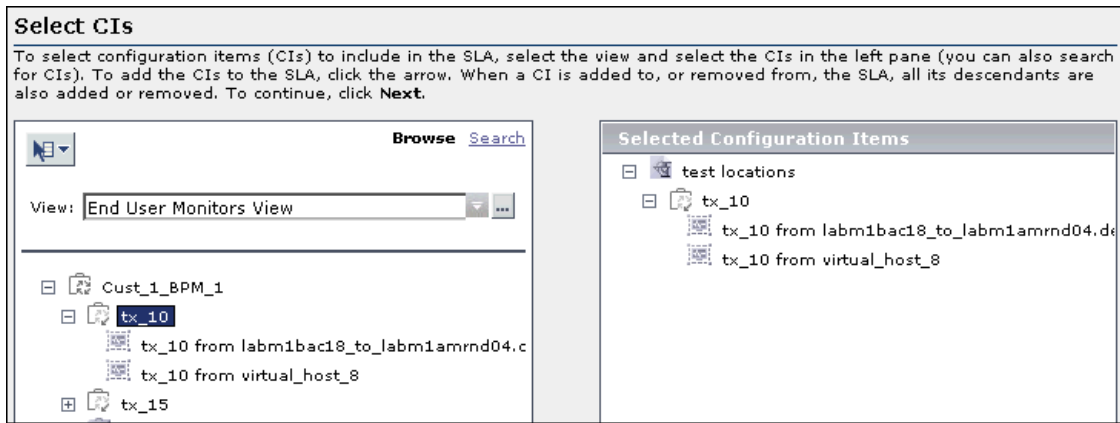 Select CIs
To select configuration items (CIs) to include in the SLA, select the view and select the CIs in the left pane (you can also search
for CIs). To add the CIs to the SLA, click the arrow. When a CI is added to, or removed from, the SLA, all its descendants are
also added or removed. To continue, click Next.
Browse Search
View: End User Monitors View ...
Cust_1_BPM_1
tx_10
tx_10 from labm1bac18_to_labm1amrnd04.c
tx_10 from virtual_host_8
tx_15
Selected Configuration Items
test locations
tx_10
tx_10 from labm1bac18_to_labm1amrnd04.de
tx_10 from virtual_host_8